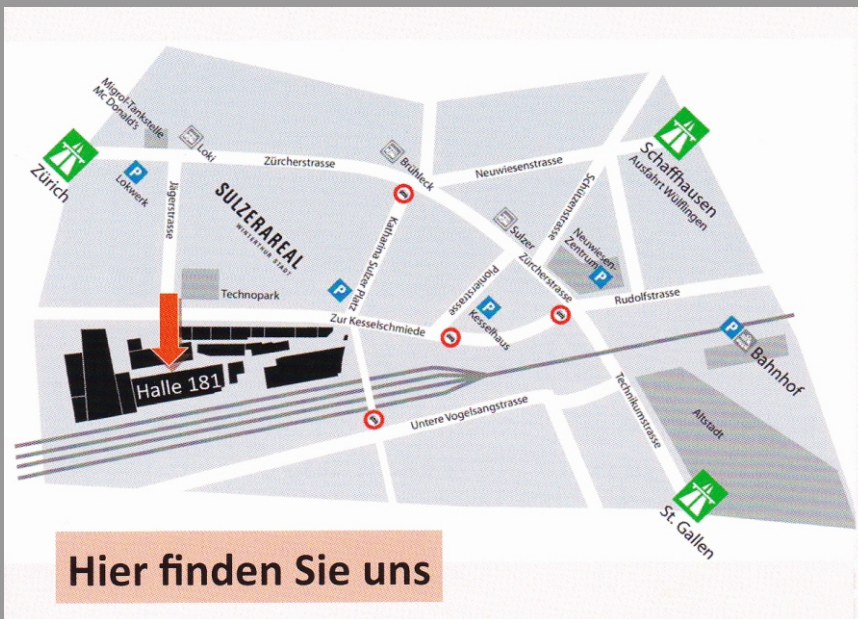 Migrol-Tankstelle
Mc Donald's
Loki
Zürich
Lokwerk
Jägerstrasse
Zürcherstrasse
Brühleck
Neuwiesenstrasse
Schaffhausen
Ausfahrt Wülflingen
SULZERAREAL
WINTERTHUR STADT
Katharina Sulzer Platz
Schützenstrasse
Sulzer
Neuwiesen-
Zentrum
Technopark
Pionierstrasse
Zürcherstrasse
Rudolfstrasse
Zur Kesselschmiede
Kesselhaus
Bahnhof
Halle 181
Technikumstrasse
Untere Vogelsangstrasse
Altstadt
St. Gallen
Hier finden Sie uns
P
P
P
P
P